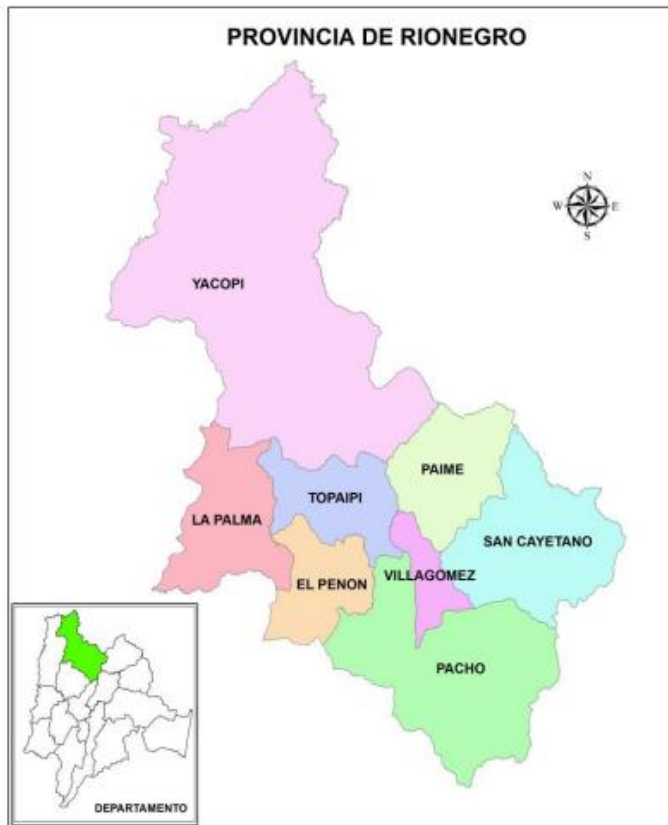 PROVINCIA DE RIONEGRO
N
W E
S
YACOPI
PAIME
TOPAIPI
LA PALMA
SAN CAYETANO
VILLAGOMEZ
EL PENON
PACHO
DEPARTAMENTO